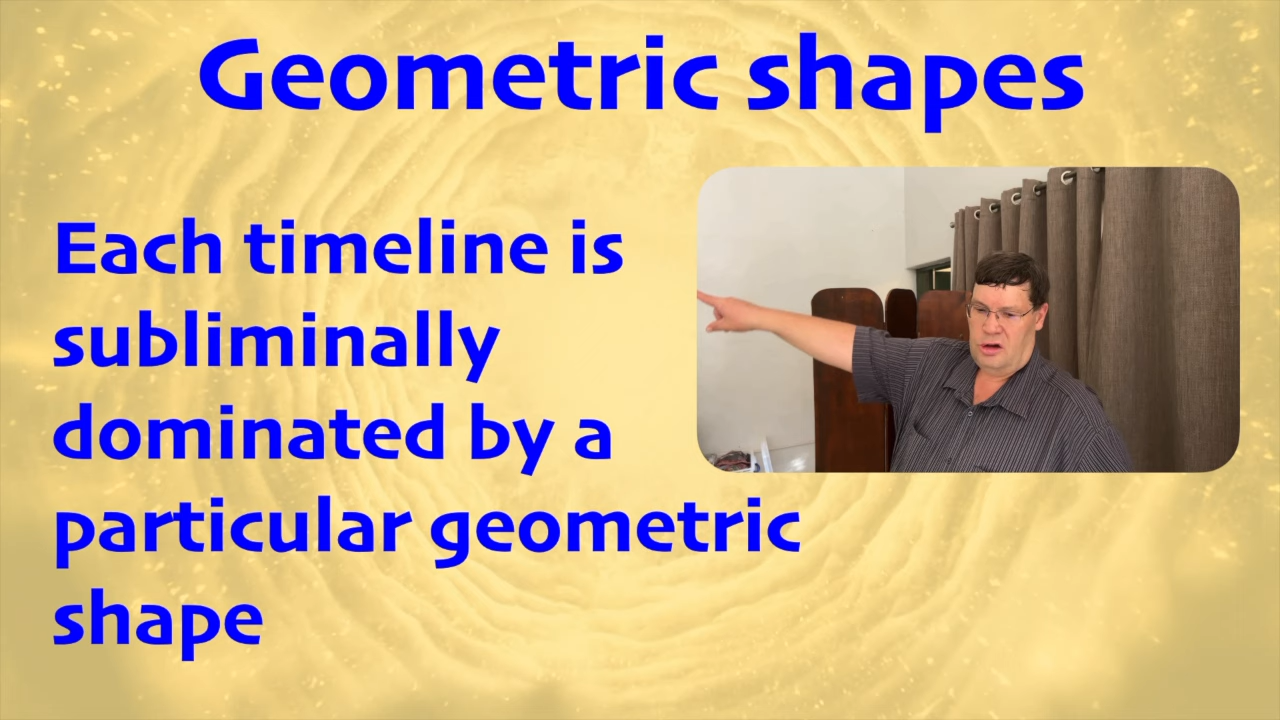 Geometric shapes
Each timeline is
subliminally
dominated by a
particular geometric
shape